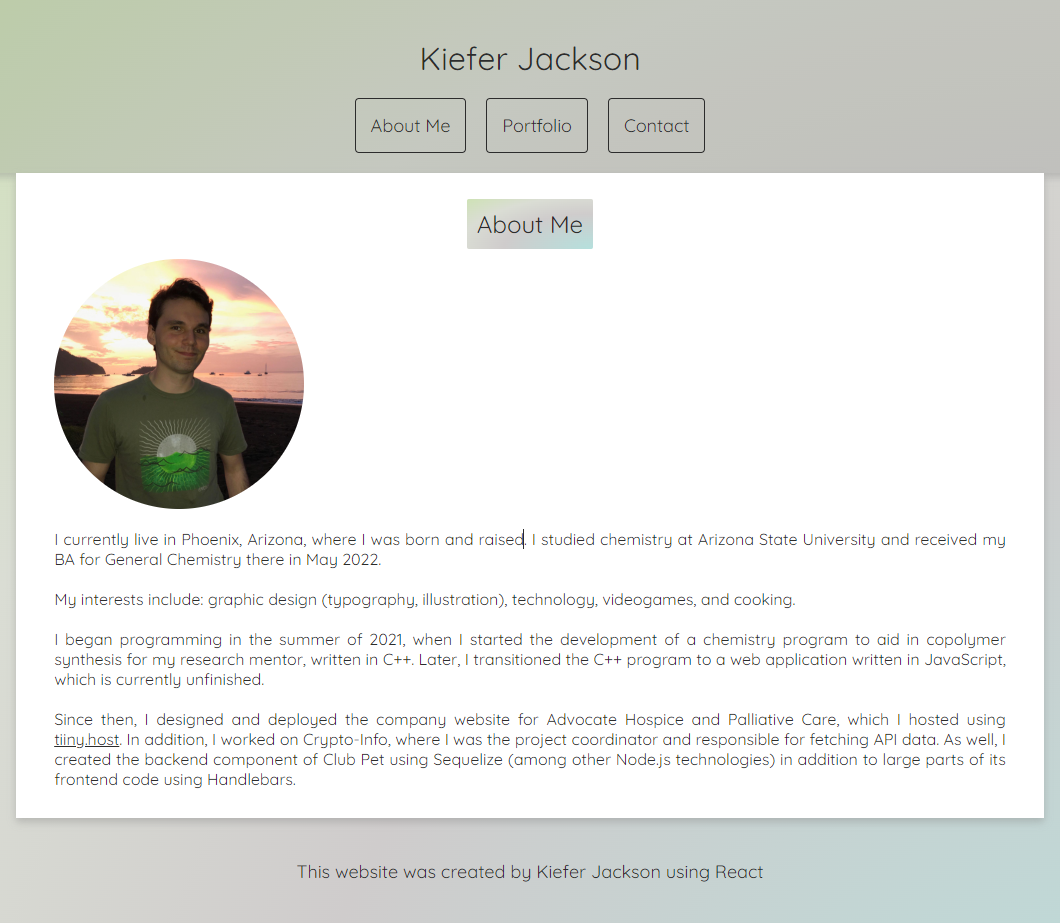 Kiefer Jackson
About Me
Portfolio
Contact
About Me
I currently live in Phoenix, Arizona, where I was born and raised. I studied chemistry at Arizona State University and received my
BA for General Chemistry there in May 2022.
My interests include: graphic design (typography, illustration), technology, videogames, and cooking.
I began programming in the summer of 2021, when I started the development of a chemistry program to aid in copolymer
synthesis for my research mentor, written in C++. Later, I transitioned the C++ program to a web application written in JavaScript,
which is currently unfinished.
Since then, I designed and deployed the company website for Advocate Hospice and Palliative Care, which I hosted using
tiiny.host. In addition, I worked on Crypto-Info, where I was the project coordinator and responsible for fetching API data. As well, I
created the backend component of Club Pet using Sequelize (among other Node.js technologies) in addition to large parts of its
frontend code using Handlebars.
This website was created by Kiefer Jackson using React